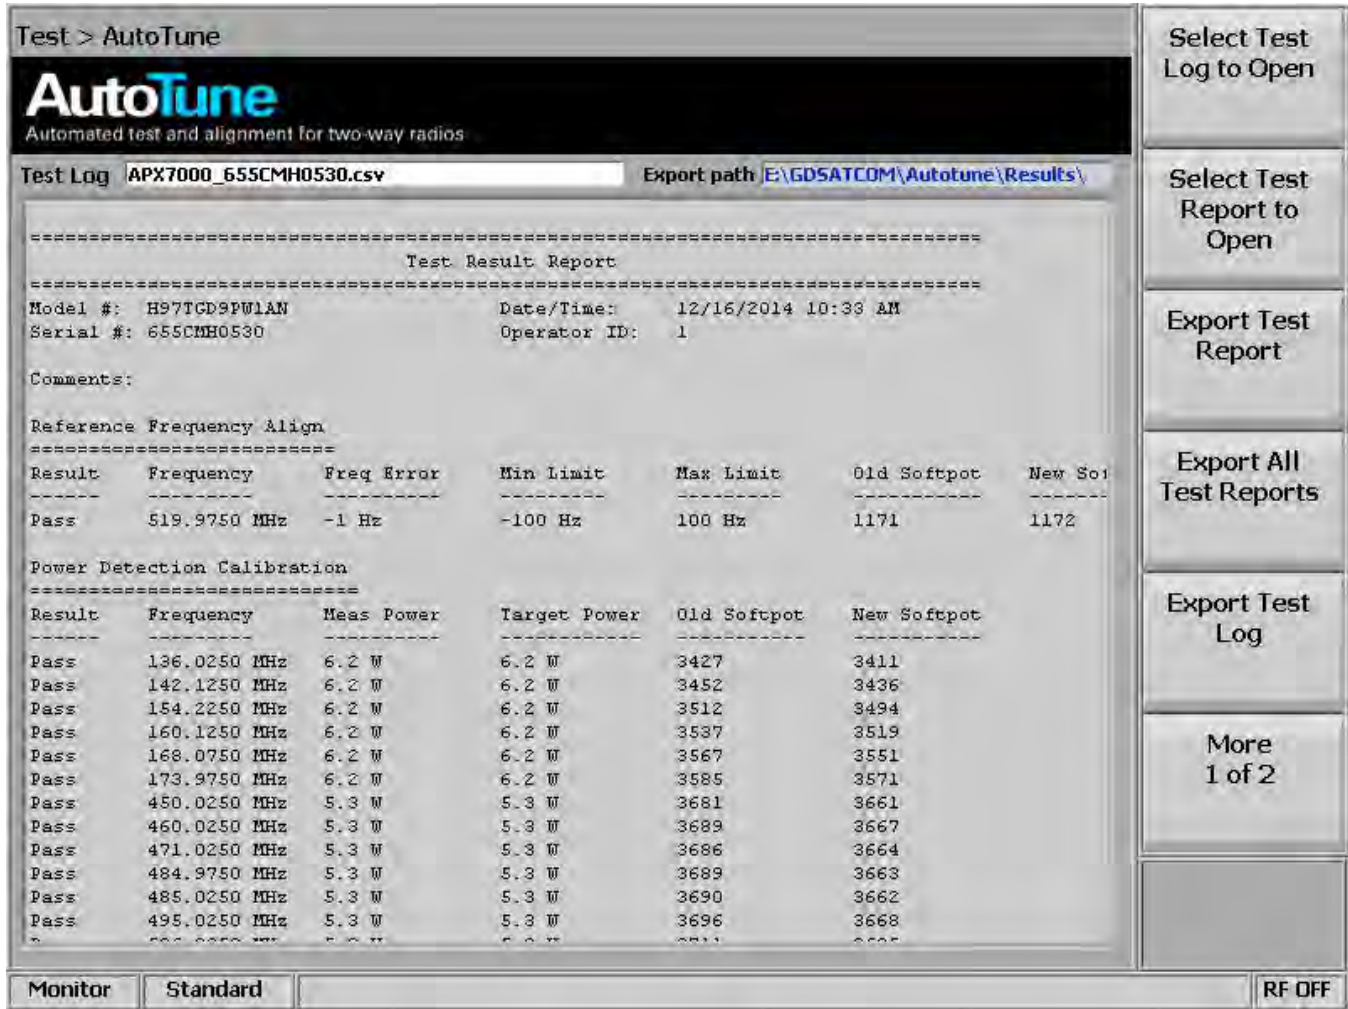 Test > AutoTune
AutoTune
Automated test and alignment for two-way radios
Test Log APX7000_655CMH0530.csv Export path E:\GDSATCOM\Autotune\Results\
================================================================================
Test Result Report
================================================================================
Model #: H97TGD9PW1AN Date/Time: 12/16/2014 10:33 AM
Serial #: 655CMH0530 Operator ID: 1
Comments:
Reference Frequency Align
==========================
Result Frequency Freq Error Min Limit Max Limit Old Softpot New Sof
------ --------- ---------- --------- --------- ----------- -------
Pass 519.9750 MHz -1 Hz -100 Hz 100 Hz 1171 1172
Power Detection Calibration
============================
Result Frequency Meas Power Target Power Old Softpot New Softpot
------ --------- ---------- ------------ ----------- -----------
Pass 136.0250 MHz 6.2 W 6.2 W 3427 3411
Pass 142.1250 MHz 6.2 W 6.2 W 3452 3436
Pass 154.2250 MHz 6.2 W 6.2 W 3512 3494
Pass 160.1250 MHz 6.2 W 6.2 W 3537 3519
Pass 168.0750 MHz 6.2 W 6.2 W 3567 3551
Pass 173.9750 MHz 6.2 W 6.2 W 3585 3571
Pass 450.0250 MHz 5.3 W 5.3 W 3681 3661
Pass 460.0250 MHz 5.3 W 5.3 W 3689 3667
Pass 471.0250 MHz 5.3 W 5.3 W 3686 3664
Pass 484.9750 MHz 5.3 W 5.3 W 3689 3663
Pass 485.0250 MHz 5.3 W 5.3 W 3690 3662
Pass 495.0250 MHz 5.3 W 5.3 W 3696 3668
Select Test
Log to Open
Select Test
Report to
Open
Export Test
Report
Export All
Test Reports
Export Test
Log
More
1 of 2
Monitor Standard RF OFF